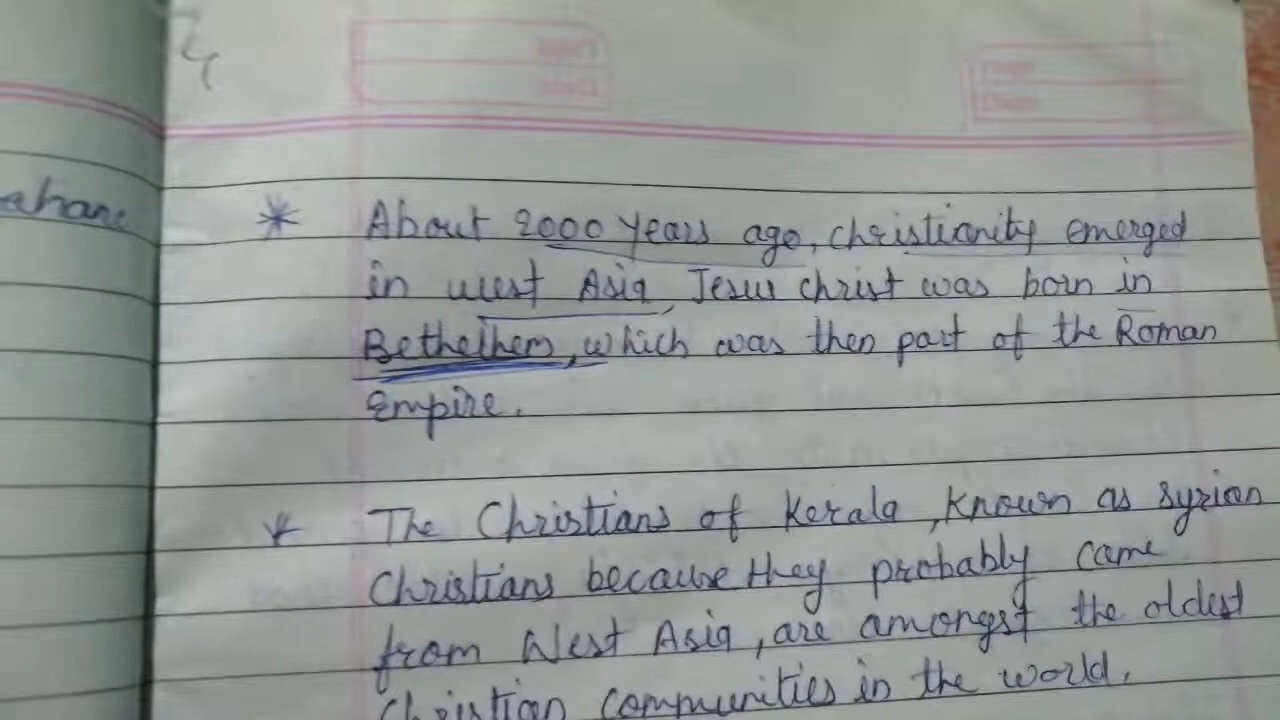 * About 2000 years ago, christianity emerged
in west Asia, Jesus christ was born in
Bethelhem, which was then part of the Roman
Empire.
* The Christians of Kerala, known as syrian
Christians because they probably came
from West Asia, are amongst the oldest
Christian communities in the world.